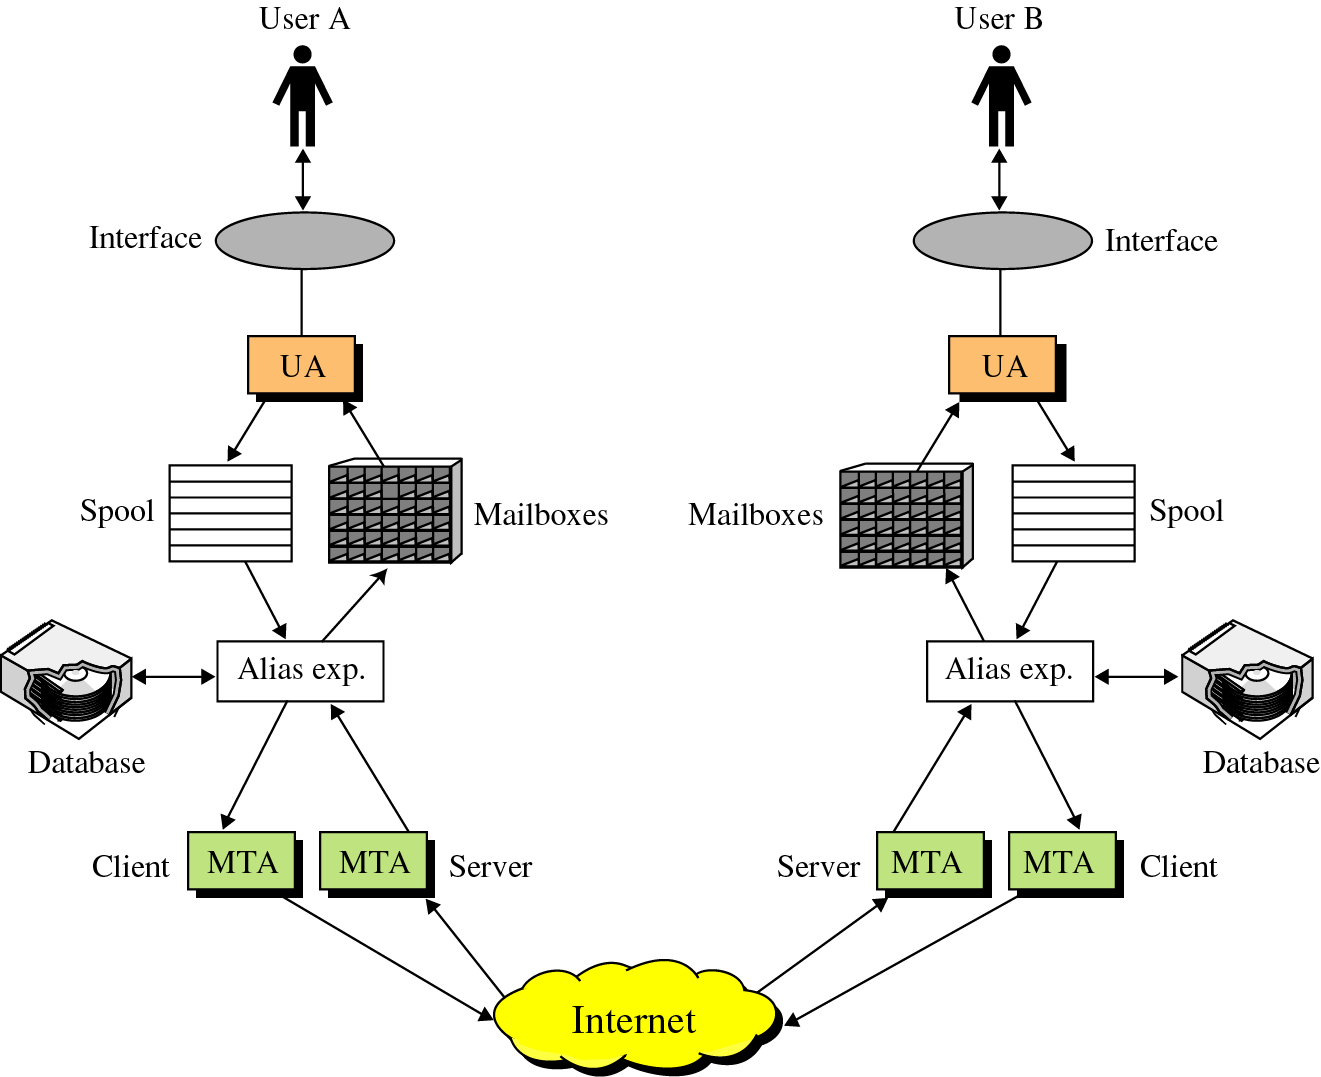 User A
User B
Interface
Interface
UA
UA
Spool
Mailboxes
Mailboxes
Spool
Alias exp.
Alias exp.
Database
Database
Client
MTA
MTA
Server
Server
MTA
MTA
Client
Internet